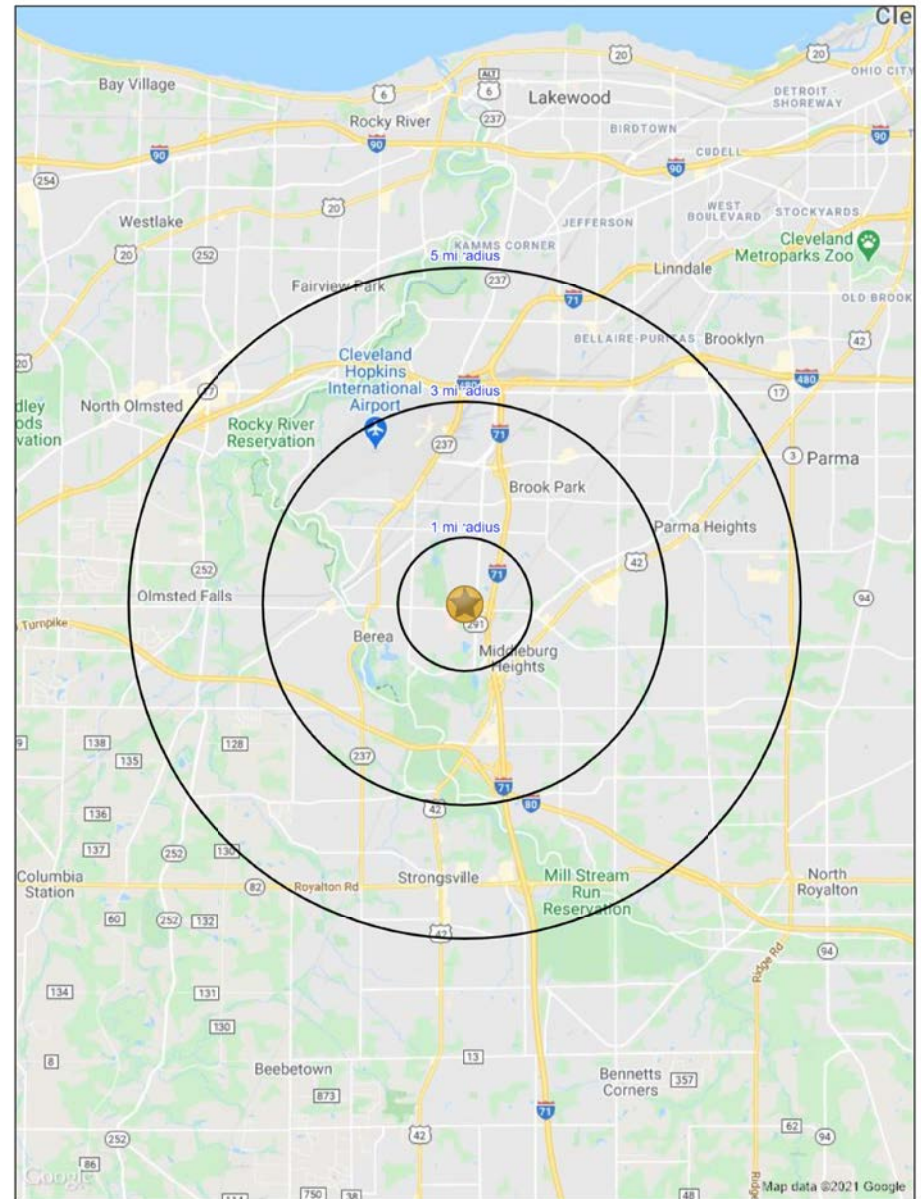 Cle
20
20
Bay Village
ALT
6
6
Lakewood
OHIO CITY
DETROIT -
SHOREWAY
Rocky River
237
BIRDTOWN
90
90
90
CUDELL
90
254
20
WEST
BOULEVARD
STOCKYARDS
Westlake
JEFFERSON
Cleveland
Metroparks Zoo
20
252
KAMMS CORNER
5 mi radius
Linndale
237
Fairview Park
71
OLD BROOK
BELLAIRE-PURITAS
Brooklyn
42
Cleveland
Hopkins
International
Airport
20
480
480
3 mi radius
17
North Olmsted
Rocky River
Reservation
237
71
3
Parma
Brook Park
1 mi radius
Parma Heights
42
252
71
Olmsted Falls
94
Turnpike
291
Berea
Middleburg
Heights
138
128
135
237
71
80
42
136
137
252
130
Columbia
Station
Strongsville
Mill Stream
Run
Reservation
North
Royalton
82
Royalton Rd
60
252
132
42
94
Ridge Rd
134
131
130
13
8
Beebetown
Bennetts
Corners
357
873
71
62
252
42
94
86
Google
Map data ©2021 Google
750
38
48